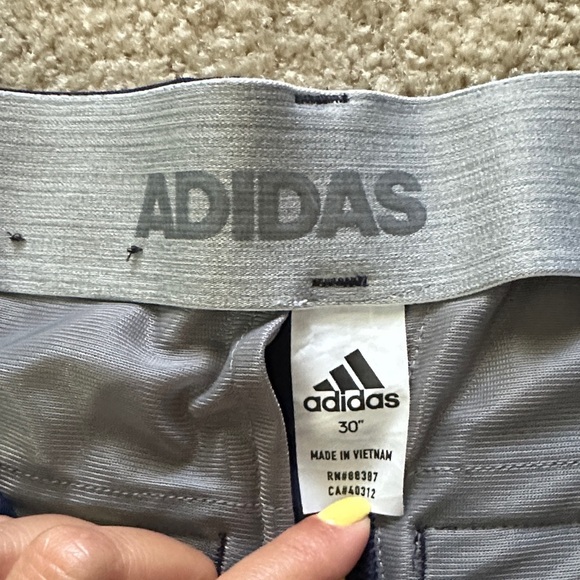 ADIDAS
adidas
30"
MADE IN VIETNAM
RN#88387
CA#40312